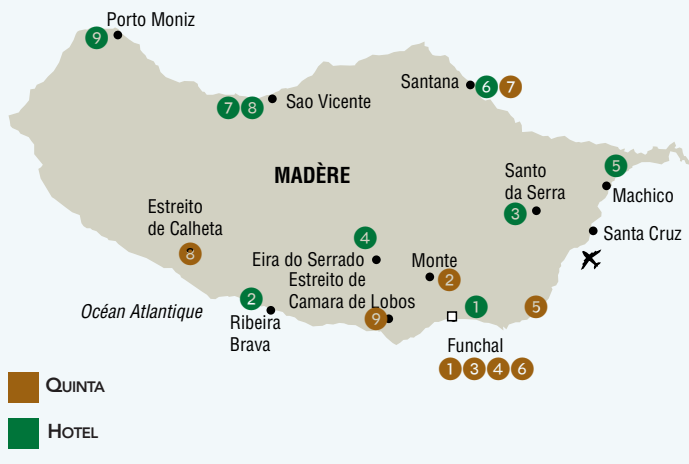 Porto Moniz
9
Santana
6 7
7 8
Sao Vicente
MADÈRE
Santo
da Serra
3
5
Machico
Santa Cruz
Estreito
de Calheta
8
4
Eira do Serrado
Monte
2
Estreito de
Camara de Lobos
9
Océan Atlantique
2
Ribeira
Brava
1
5
Funchal
1 3 4 6
QUINTA
HOTEL